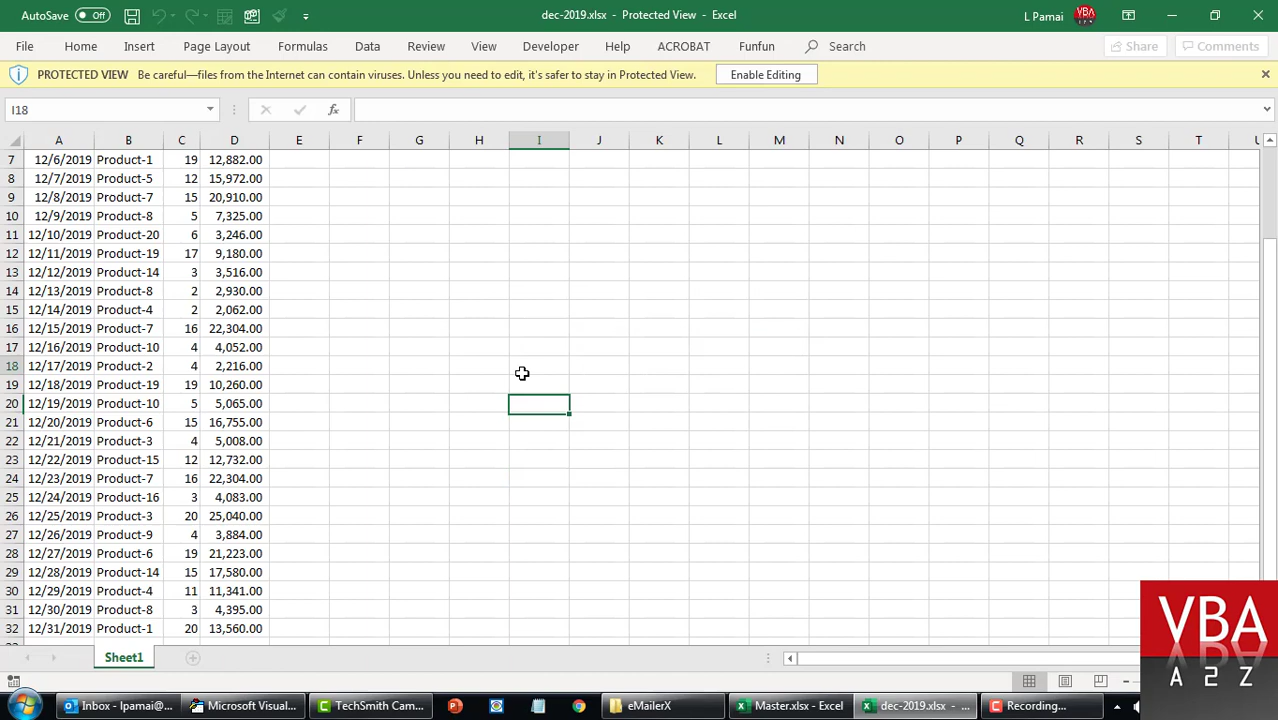 AutoSave Off dec-2019.xlsx - Protected View - Excel L Pamai VBA
File Home Insert Page Layout Formulas Data Review View Developer Help ACROBAT Funfun Search Share Comments
PROTECTED VIEW Be careful—files from the Internet can contain viruses. Unless you need to edit, it's safer to stay in Protected View. Enable Editing
I18 fx
A B C D E F G H I J K L M N O P Q R S T U
7 12/6/2019 Product-1 19 12,882.00
8 12/7/2019 Product-5 12 15,972.00
9 12/8/2019 Product-7 15 20,910.00
10 12/9/2019 Product-8 5 7,325.00
11 12/10/2019 Product-20 6 3,246.00
12 12/11/2019 Product-19 17 9,180.00
13 12/12/2019 Product-14 3 3,516.00
14 12/13/2019 Product-8 2 2,930.00
15 12/14/2019 Product-4 2 2,062.00
16 12/15/2019 Product-7 16 22,304.00
17 12/16/2019 Product-10 4 4,052.00
18 12/17/2019 Product-2 4 2,216.00
19 12/18/2019 Product-19 19 10,260.00
20 12/19/2019 Product-10 5 5,065.00
21 12/20/2019 Product-6 15 16,755.00
22 12/21/2019 Product-3 4 5,008.00
23 12/22/2019 Product-15 12 12,732.00
24 12/23/2019 Product-7 16 22,304.00
25 12/24/2019 Product-16 3 4,083.00
26 12/25/2019 Product-3 20 25,040.00
27 12/26/2019 Product-9 4 3,884.00
28 12/27/2019 Product-6 19 21,223.00
29 12/28/2019 Product-14 15 17,580.00
30 12/29/2019 Product-4 11 11,341.00
31 12/30/2019 Product-8 3 4,395.00
32 12/31/2019 Product-1 20 13,560.00
VBA
A 2 Z
Sheet1
Inbox - lpamai@... Microsoft Visual... TechSmith Cam... eMailerX Master.xlsx - Excel dec-2019.xlsx - ... Recording...